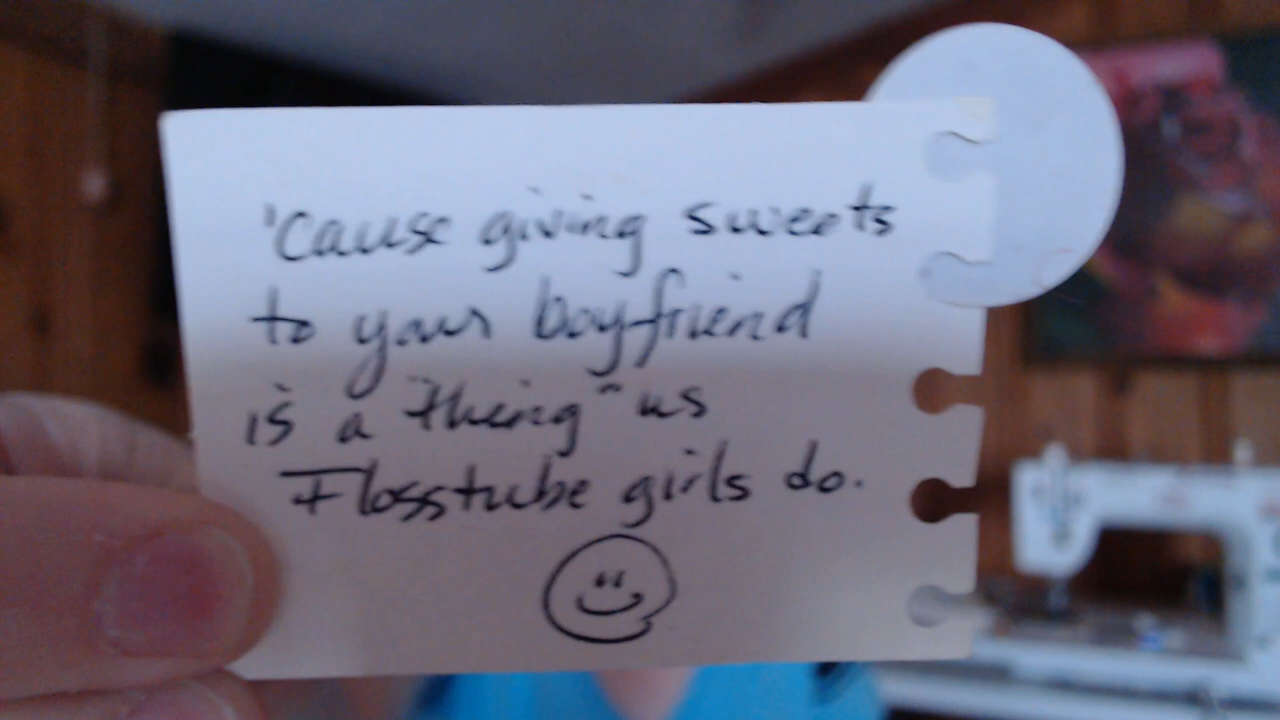 'Cause giving sweets
to your boyfriend
is a "thing" us
Flosstube girls do.